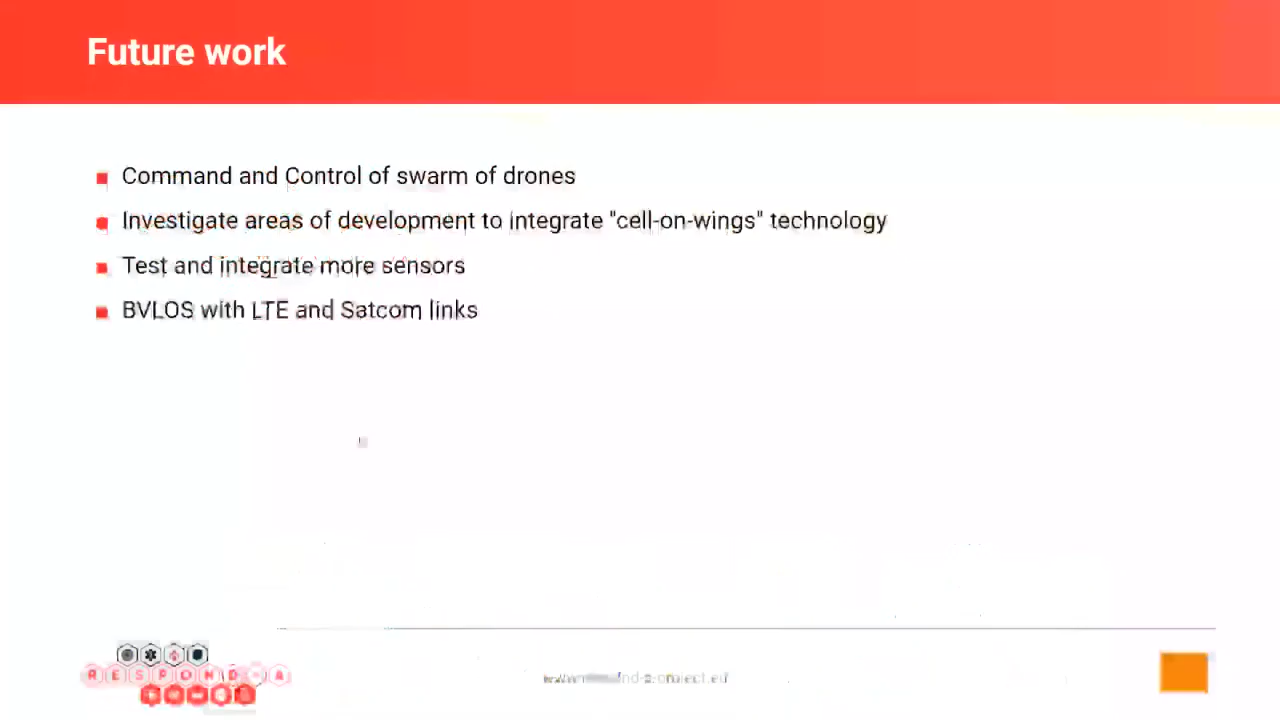 Future work
Command and Control of swarm of drones
Investigate areas of development to integrate "cell-on-wings" technology
Test and integrate more sensors
BVLOS with LTE and Satcom links
RESPOND-A